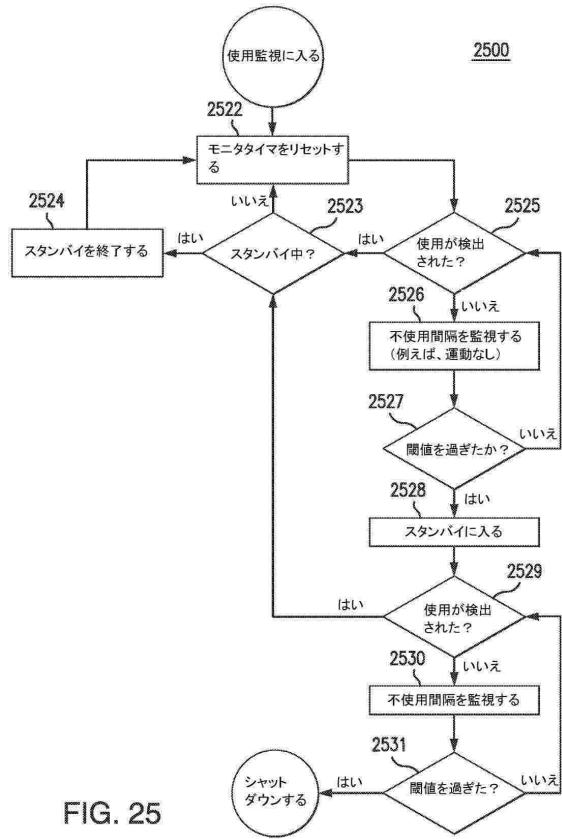 使用監視に入る
2500
2522
モニタタイマをリセットす
る
いいえ
2523
2524
スタンバイを終了する
はい
スタンバイ中？
はい
2525
使用が検出
された？
いいえ
2526
不使用間隔を監視する
(例えば、運動なし)
2527
閾値を過ぎたか？
いいえ
はい
2528
スタンバイに入る
2529
使用が検出
された？
はい
いいえ
2530
不使用間隔を監視する
2531
閾値を過ぎた？
いいえ
はい
シャット
ダウンする
FIG. 25